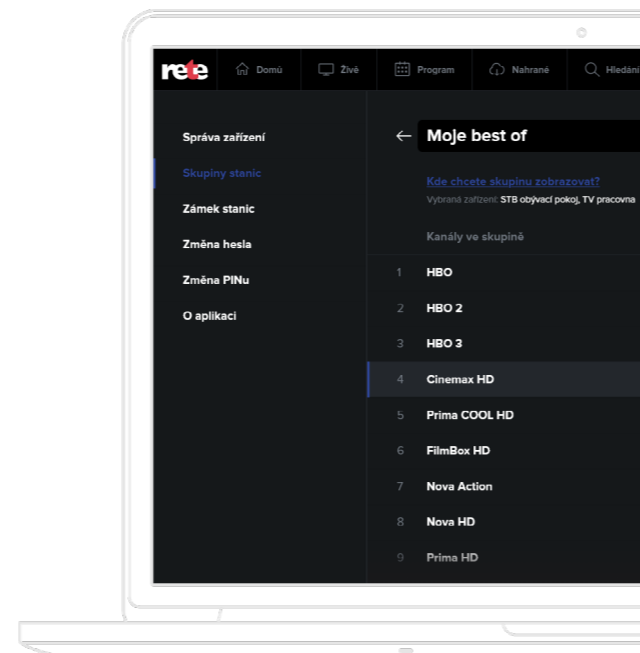 rete Domů Živě Program Nahrané Hledání
Správa zařízení
Skupiny stanic
Zámek stanic
Změna hesla
Změna PINu
O aplikaci
Moje best of
Kde chcete skupinu zobrazovat?
Vybraná zařízení: STB obývací pokoj, TV pracovna
Kanály ve skupině
1 HBO
2 HBO 2
3 HBO 3
4 Cinemax HD
5 Prima COOL HD
6 FilmBox HD
7 Nova Action
8 Nova HD
9 Prima HD